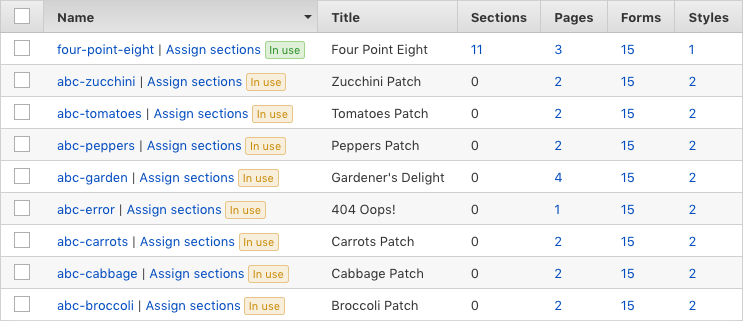 Name Title Sections Pages Forms Styles
four-point-eight | Assign sections In use Four Point Eight 11 3 15 1
abc-zucchini | Assign sections In use Zucchini Patch 0 2 15 2
abc-tomatoes | Assign sections In use Tomatoes Patch 0 2 15 2
abc-peppers | Assign sections In use Peppers Patch 0 2 15 2
abc-garden | Assign sections In use Gardener's Delight 0 4 15 2
abc-error | Assign sections In use 404 Oops! 0 1 15 2
abc-carrots | Assign sections In use Carrots Patch 0 2 15 2
abc-cabbage | Assign sections In use Cabbage Patch 0 2 15 2
abc-broccoli | Assign sections In use Broccoli Patch 0 2 15 2